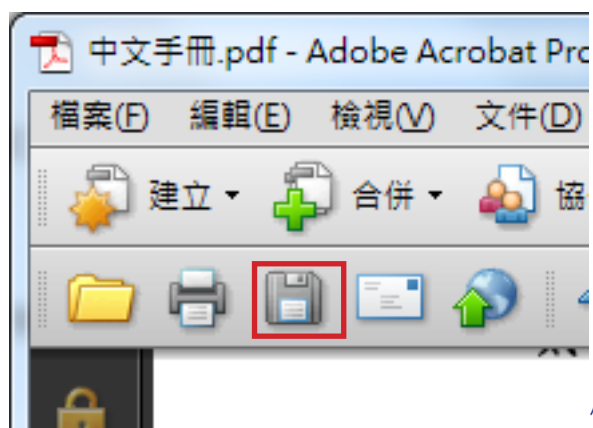 中文手冊.pdf - Adobe Acrobat Pro
檔案(F) 編輯(E) 檢視(V) 文件(D)
建立 合併 協